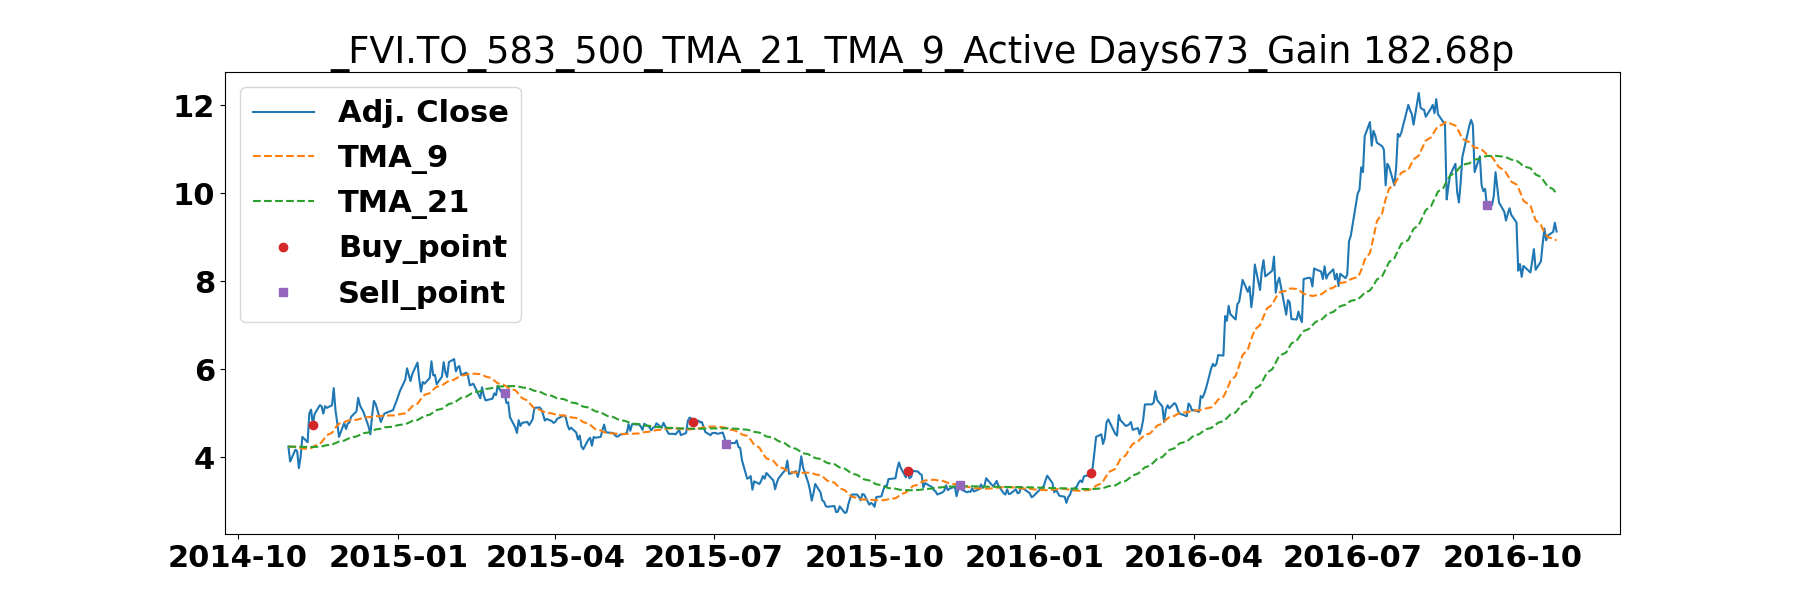 _FVI.TO_583_500_TMA_21_TMA_9_Active Days673_Gain 182.68p
Adj. Close
TMA_9
TMA_21
Buy_point
Sell_point
12
10
8
6
4
2014-10 2015-01 2015-04 2015-07 2015-10 2016-01 2016-04 2016-07 2016-10